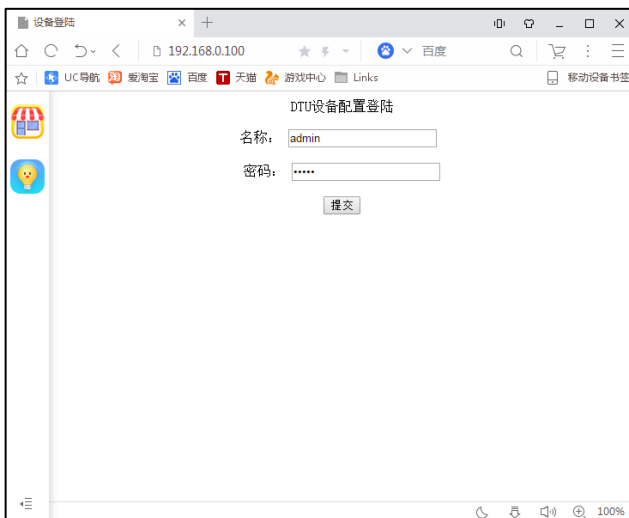 设备登陆
192.168.0.100 百度
UC导航 爱淘宝 百度 天猫 游戏中心 Links 移动设备书签
DTU设备配置登陆
名称： admin
密码： •••••
提交
100%